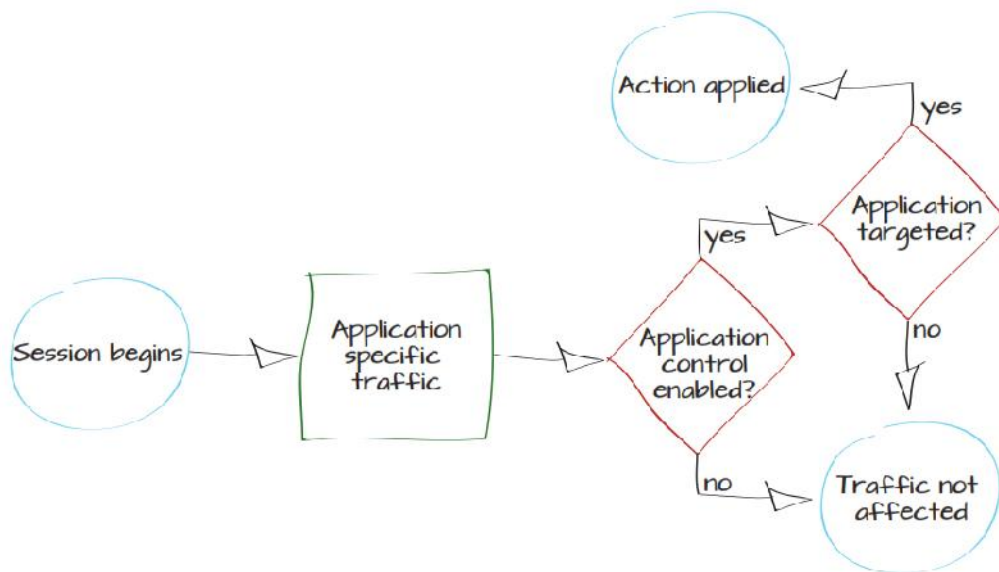 Session begins
Application
specific
traffic
Application
control
enabled?
yes
no
Application
targeted?
yes
no
Action applied
Traffic not
affected